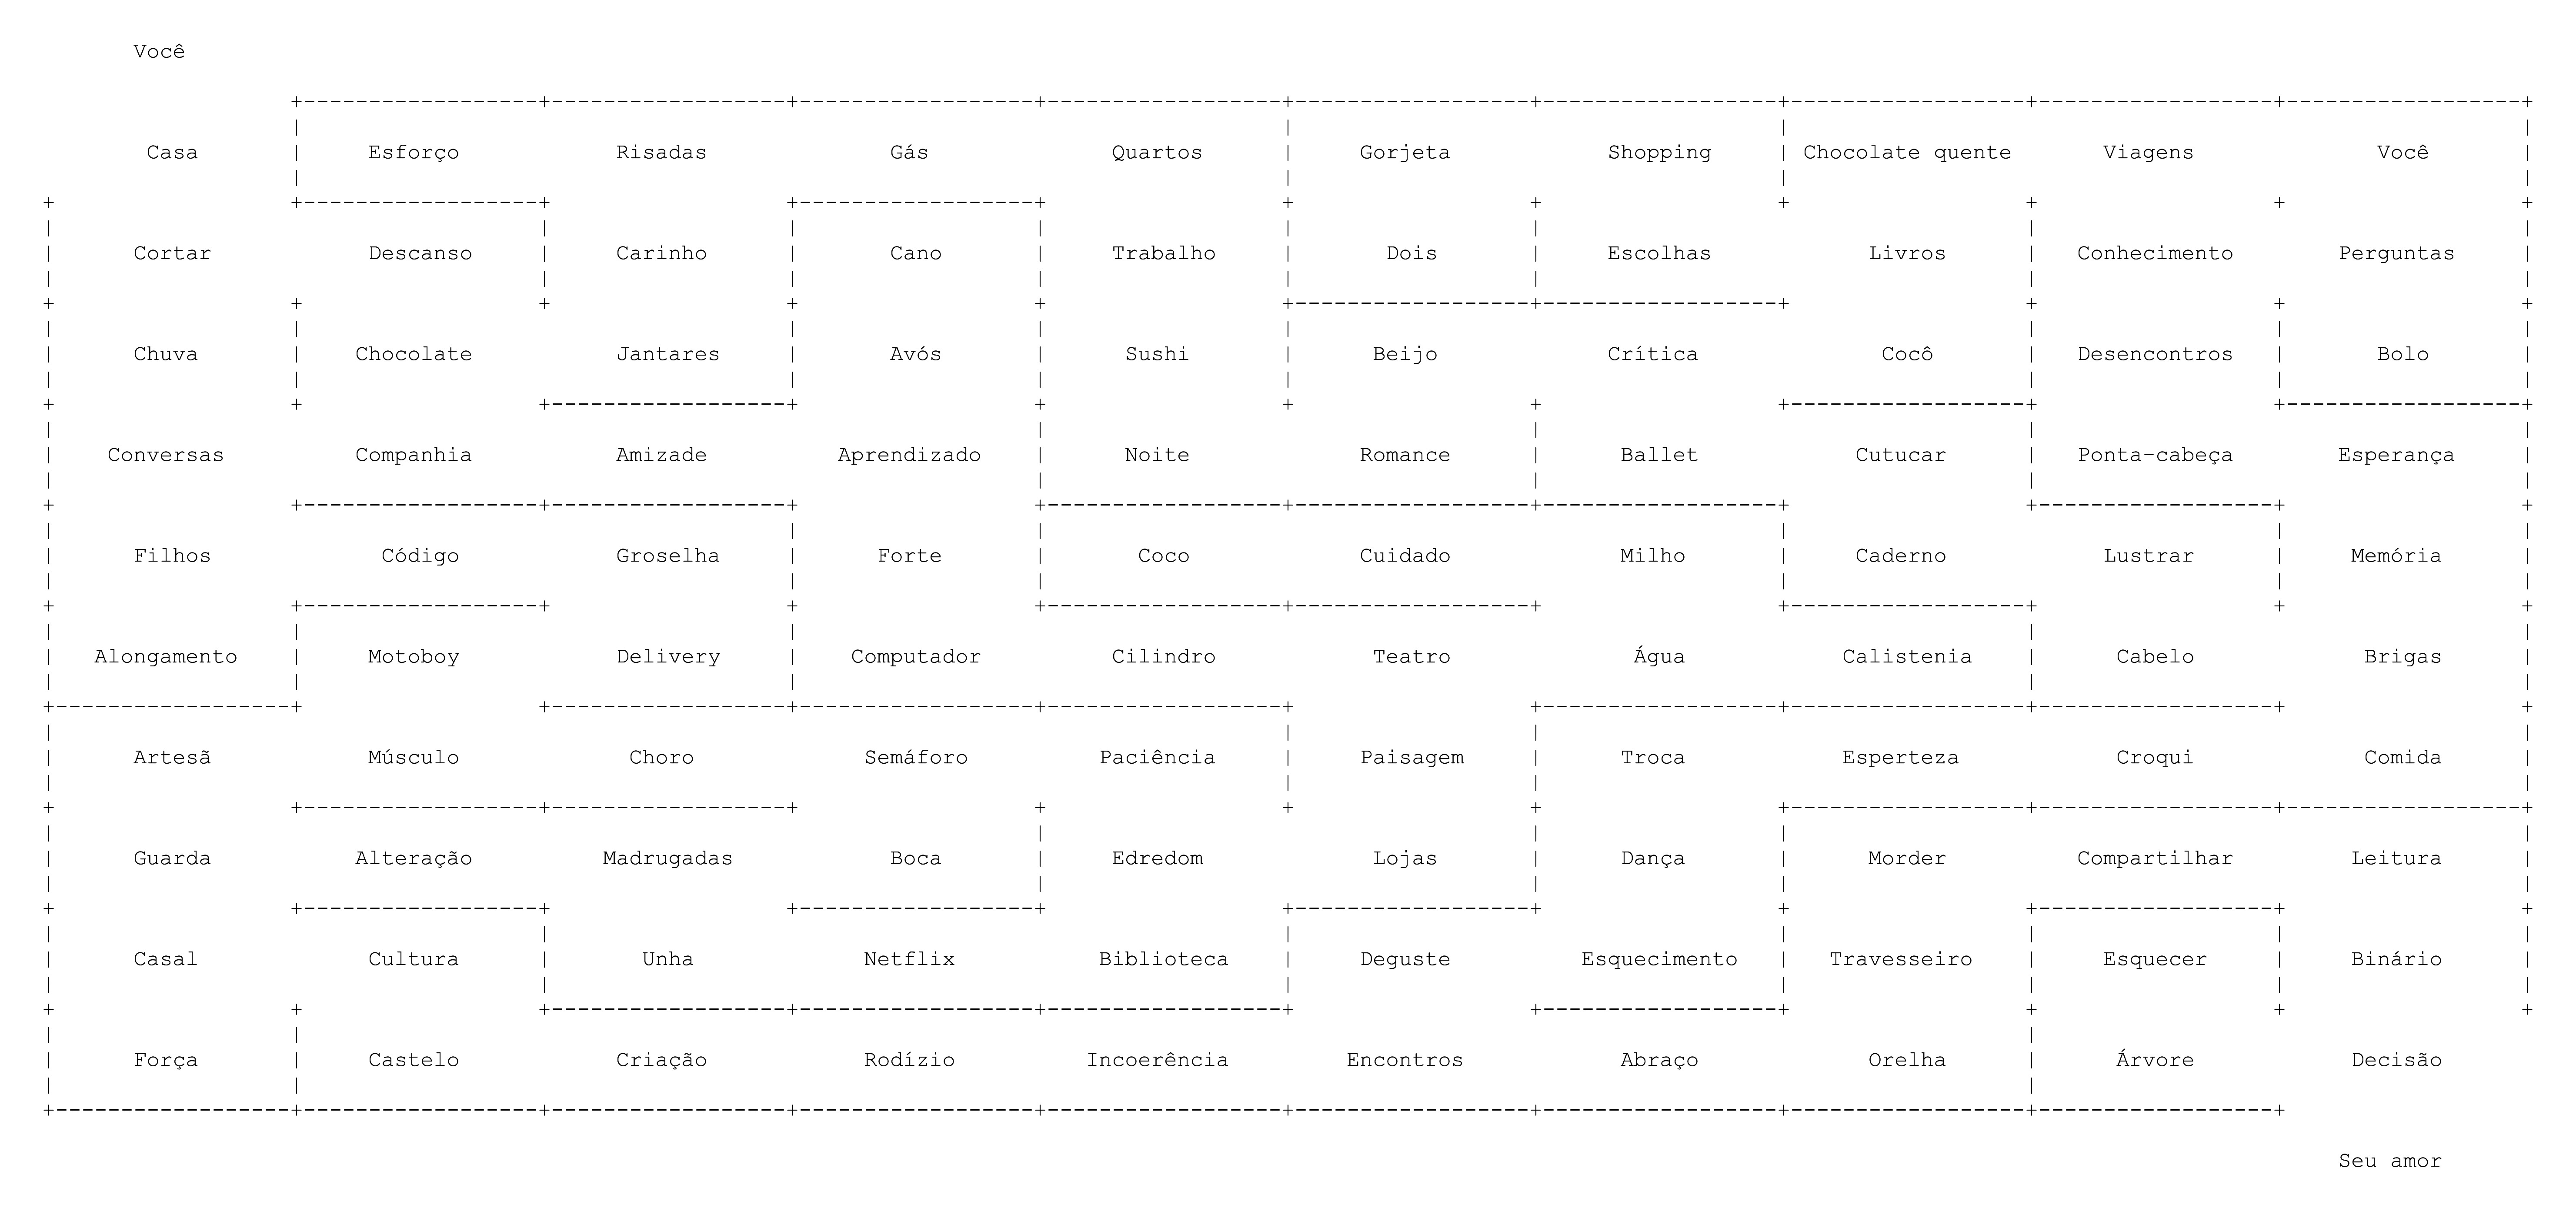 Você
Casa Esforço Risadas Gás Quartos Gorjeta Shopping Chocolate quente Viagens Você
Cortar Descanso Carinho Cano Trabalho Dois Escolhas Livros Conhecimento Perguntas
Chuva Chocolate Jantares Avós Sushi Beijo Crítica Cocô Desencontros Bolo
Conversas Companhia Amizade Aprendizado Noite Romance Ballet Cutucar Ponta-cabeça Esperança
Filhos Código Groselha Forte Coco Cuidado Milho Caderno Lustrar Memória
Alongamento Motoboy Delivery Computador Cilindro Teatro Água Calistenia Cabelo Brigas
Artesã Músculo Choro Semáforo Paciência Paisagem Troca Esperteza Croqui Comida
Guarda Alteração Madrugadas Boca Edredom Lojas Dança Morder Compartilhar Leitura
Casal Cultura Unha Netflix Biblioteca Deguste Esquecimento Travesseiro Esquecer Binário
Força Castelo Criação Rodízio Incoerência Encontros Abraço Orelha Árvore Decisão
Seu amor